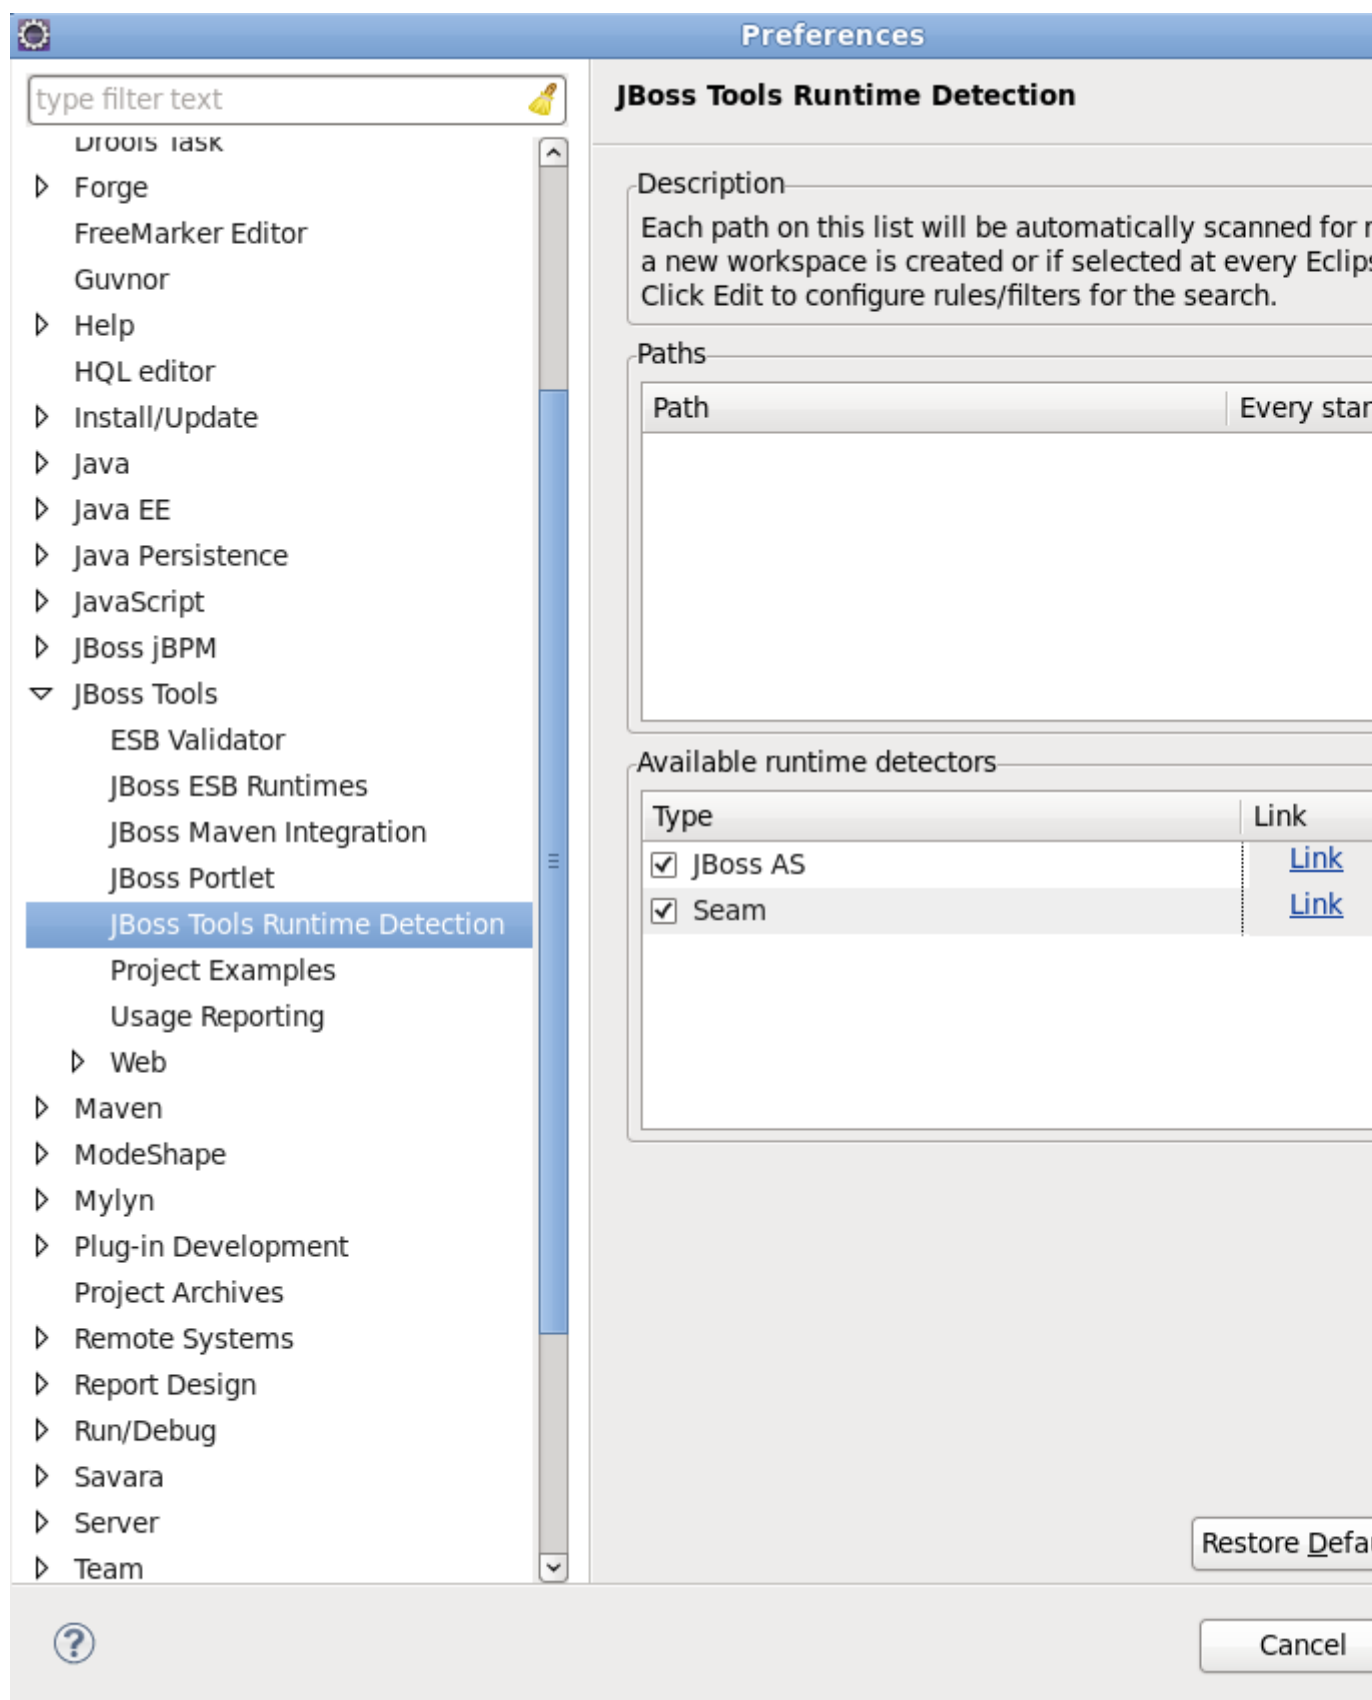 Preferences
type filter text
Drools Task
Forge
FreeMarker Editor
Guvnor
Help
HQL editor
Install/Update
Java
Java EE
Java Persistence
JavaScript
JBoss jBPM
JBoss Tools
ESB Validator
JBoss ESB Runtimes
JBoss Maven Integration
JBoss Portlet
JBoss Tools Runtime Detection
Project Examples
Usage Reporting
Web
Maven
ModeShape
Mylyn
Plug-in Development
Project Archives
Remote Systems
Report Design
Run/Debug
Savara
Server
Team
JBoss Tools Runtime Detection
Description
Each path on this list will be automatically scanned for
a new workspace is created or if selected at every
Click Edit to configure rules/filters for the search.
Paths
Path Every
Available runtime detectors
Type Link
JBoss AS Link
Seam Link
Restore
Cancel